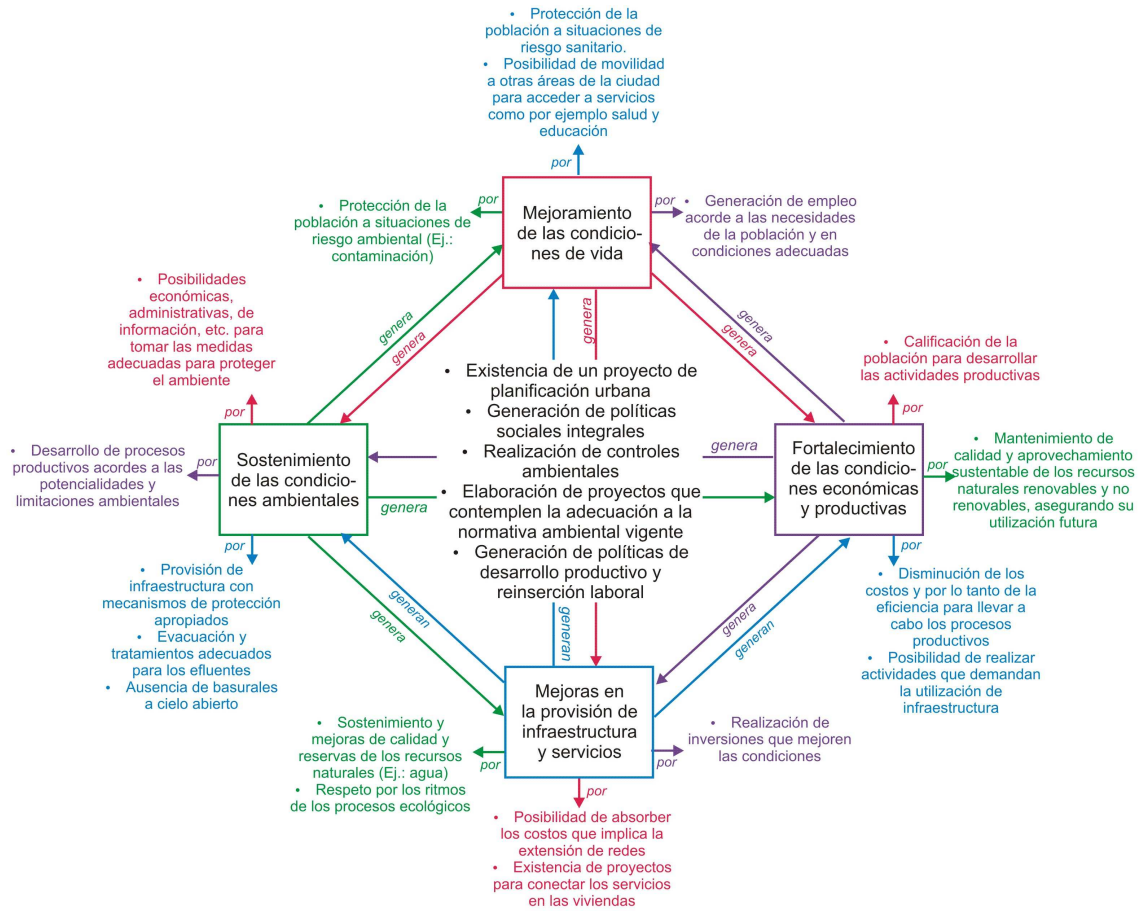 • Protección de la
población a situaciones de
riesgo sanitario.
• Posibilidad de movilidad
a otras áreas de la ciudad
para acceder a servicios
como por ejemplo salud y
educación
por
• Protección de la
población a situaciones de
riesgo ambiental (Ej.:
contaminación)
por
Mejoramiento
de las condicio-
nes de vida
por
• Generación de empleo
acorde a las necesidades
de la población y en
condiciones adecuadas
genera
genera
genera
genera
genera
• Posibilidades
económicas,
administrativas, de
información, etc. para
tomar las medidas
adecuadas para proteger
el ambiente
por
• Calificación de la
población para desarrollar
las actividades productivas
por
• Existencia de un proyecto de
planificación urbana
• Generación de políticas
sociales integrales
• Realización de controles
ambientales
• Elaboración de proyectos que
contemplen la adecuación a la
normativa ambiental vigente
• Generación de políticas de
desarrollo productivo y
reinserción laboral
• Desarrollo de procesos
productivos acordes a las
potencialidades y
limitaciones ambientales
por
Sostenimiento
de las condicio-
nes ambientales
genera
genera
Fortalecimiento
de las condicio-
nes económicas
y productivas
por
• Mantenimiento de
calidad y aprovechamiento
sustentable de los recursos
naturales renovables y no
renovables, asegurando su
utilización futura
por
• Provisión de
infraestructura con
mecanismos de protección
apropiados
• Evacuación y
tratamientos adecuados
para los efluentes
• Ausencia de basurales
a cielo abierto
por
• Disminución de los
costos y por lo tanto de la
eficiencia para llevar a
cabo los procesos
productivos
• Posibilidad de realizar
actividades que demandan
la utilización de
infraestructura
generan
genera
generan
genera
generan
Mejoras en
la provisión de
infraestructura
y servicios
• Sostenimiento y
mejoras de calidad y
reservas de los recursos
naturales (Ej.: agua)
• Respeto por los ritmos
de los procesos ecológicos
por
por
• Realización de
inversiones que mejoren
las condiciones
por
• Posibilidad de absorber
los costos que implica la
extensión de redes
• Existencia de proyectos
para conectar los servicios
en las viviendas